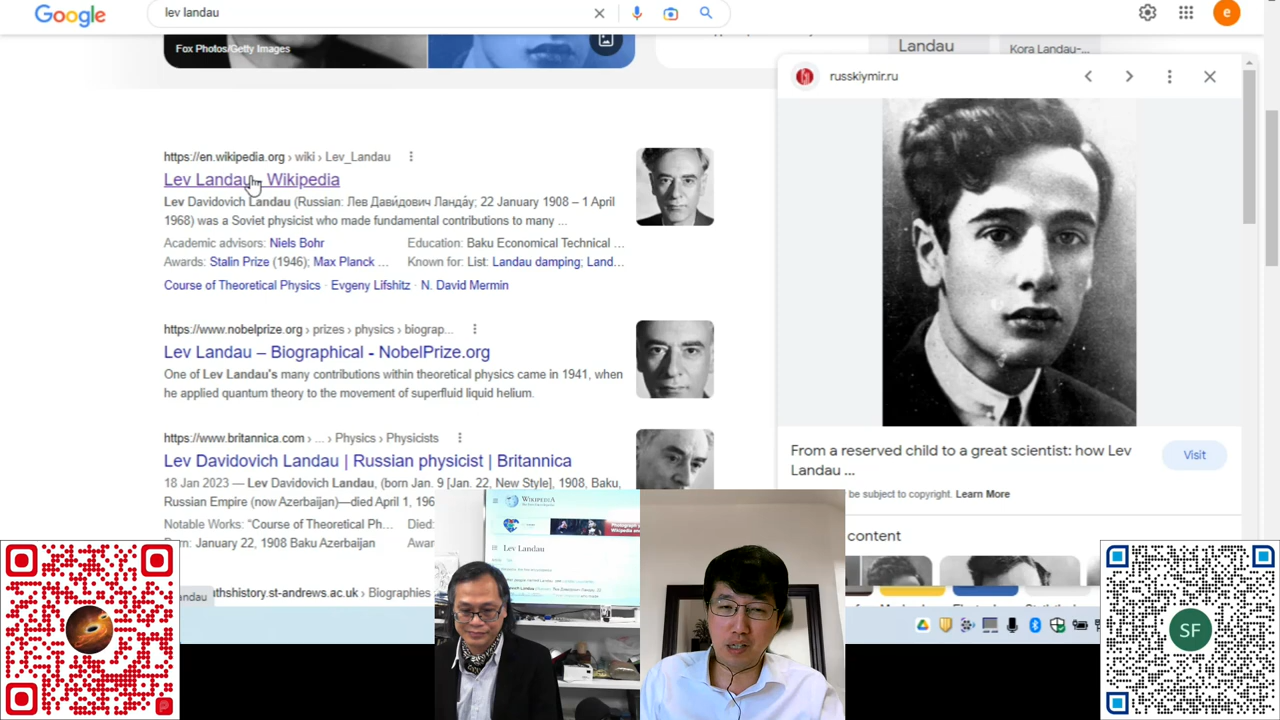 Google
lev landau
Fox Photos/Getty Images
Landau
Kora Landau-...
russkiymir.ru
https://en.wikipedia.org › wiki › Lev_Landau
Lev Landau - Wikipedia
Lev Davidovich Landau (Russian: Лев Дави́дович Ланда́у; 22 January 1908 – 1 April
1968) was a Soviet physicist who made fundamental contributions to many ...
Academic advisors: Niels Bohr
Education: Baku Economical Technical ...
Awards: Stalin Prize (1946); Max Planck ...
Known for: List: Landau damping; Land...
Course of Theoretical Physics · Evgeny Lifshitz · N. David Mermin
https://www.nobelprize.org › prizes › physics › biograp...
Lev Landau – Biographical - NobelPrize.org
One of Lev Landau's many contributions within theoretical physics came in 1941, when
he applied quantum theory to the movement of superfluid liquid helium.
https://www.britannica.com › ... › Physics › Physicists
Lev Davidovich Landau | Russian physicist | Britannica
18 Jan 2023 — Lev Davidovich Landau, (born Jan. 9 [Jan. 22, New Style], 1908, Baku,
Russian Empire (now Azerbaijan)—died April 1, 196
Notable Works: “Course of Theoretical Ph...
Died:
rn: January 22, 1908 Baku Azerbaijan
Awar
andau
thshistory.st-andrews.ac.uk › Biographies
From a reserved child to a great scientist: how Lev
Landau ...
Visit
be subject to copyright. Learn More
content
WIKIPEDIA
Lev Landau
SF